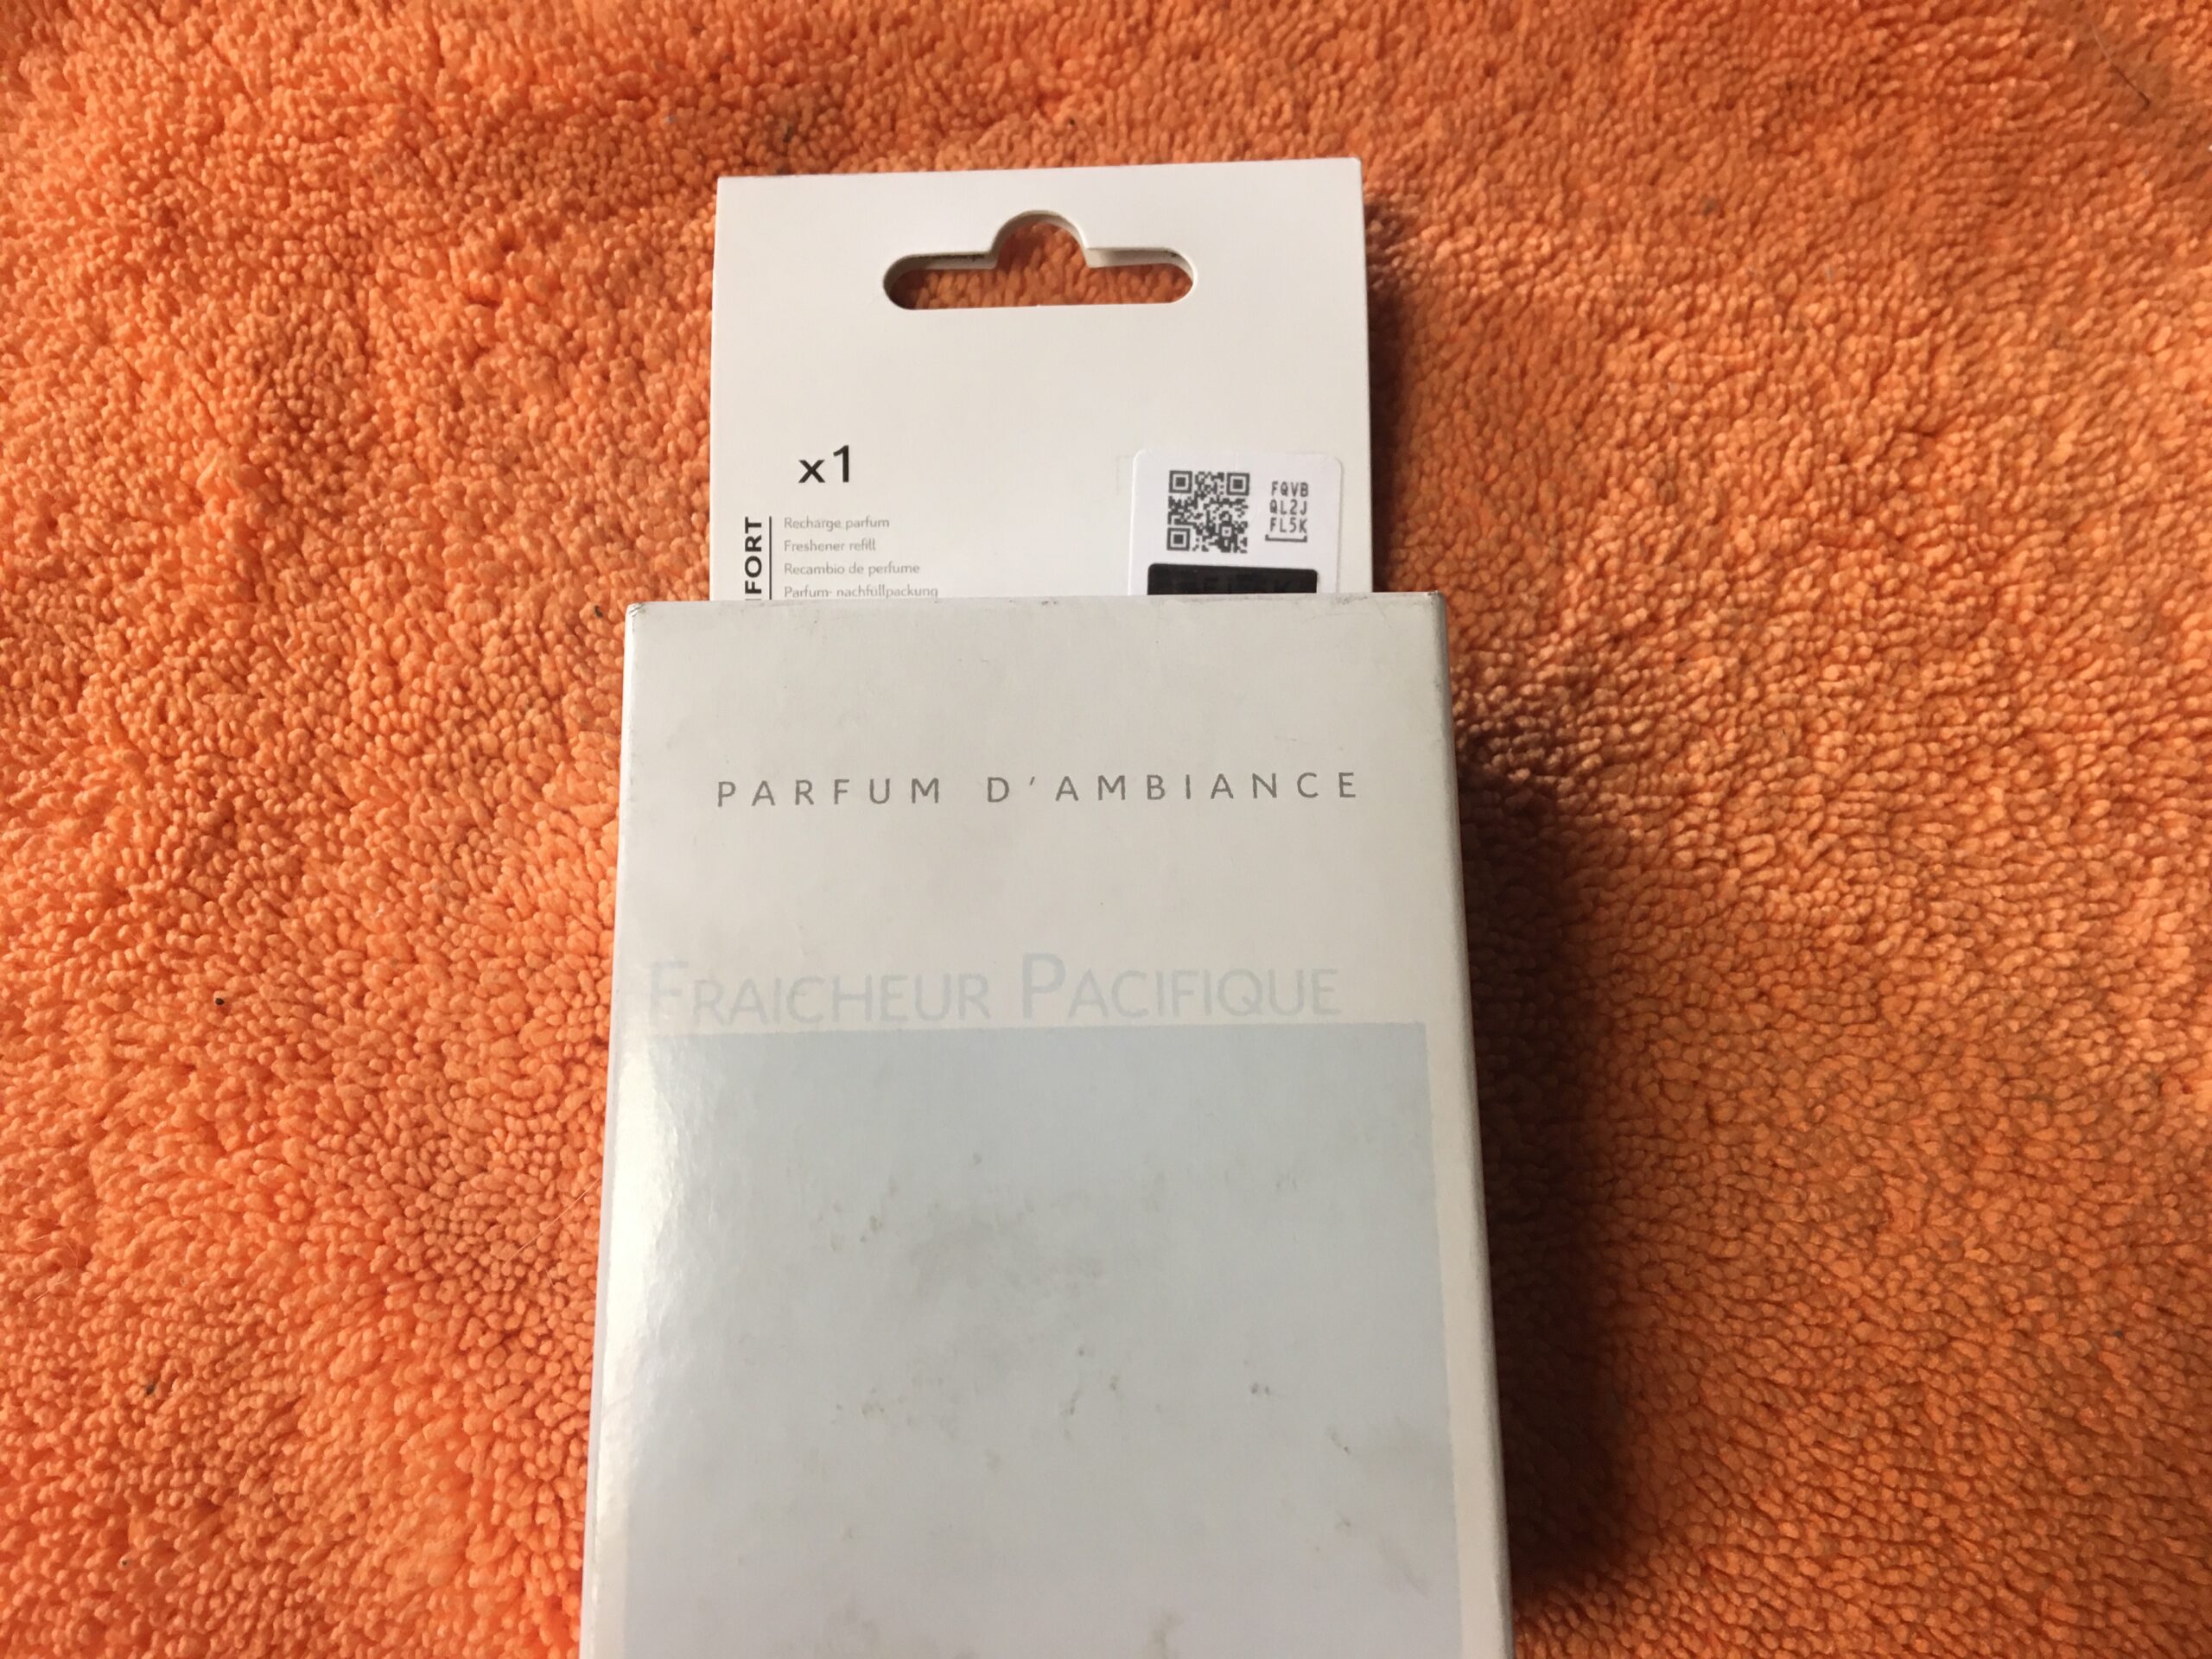 x1
FORT
Recharge parfum
Freshener refill
Recambio de perfume
Parfum- nachfüllpackung
FQVB
QL2J
FL5K
PARFUM D'AMBIANCE
FRAICHEUR PACIFIQUE